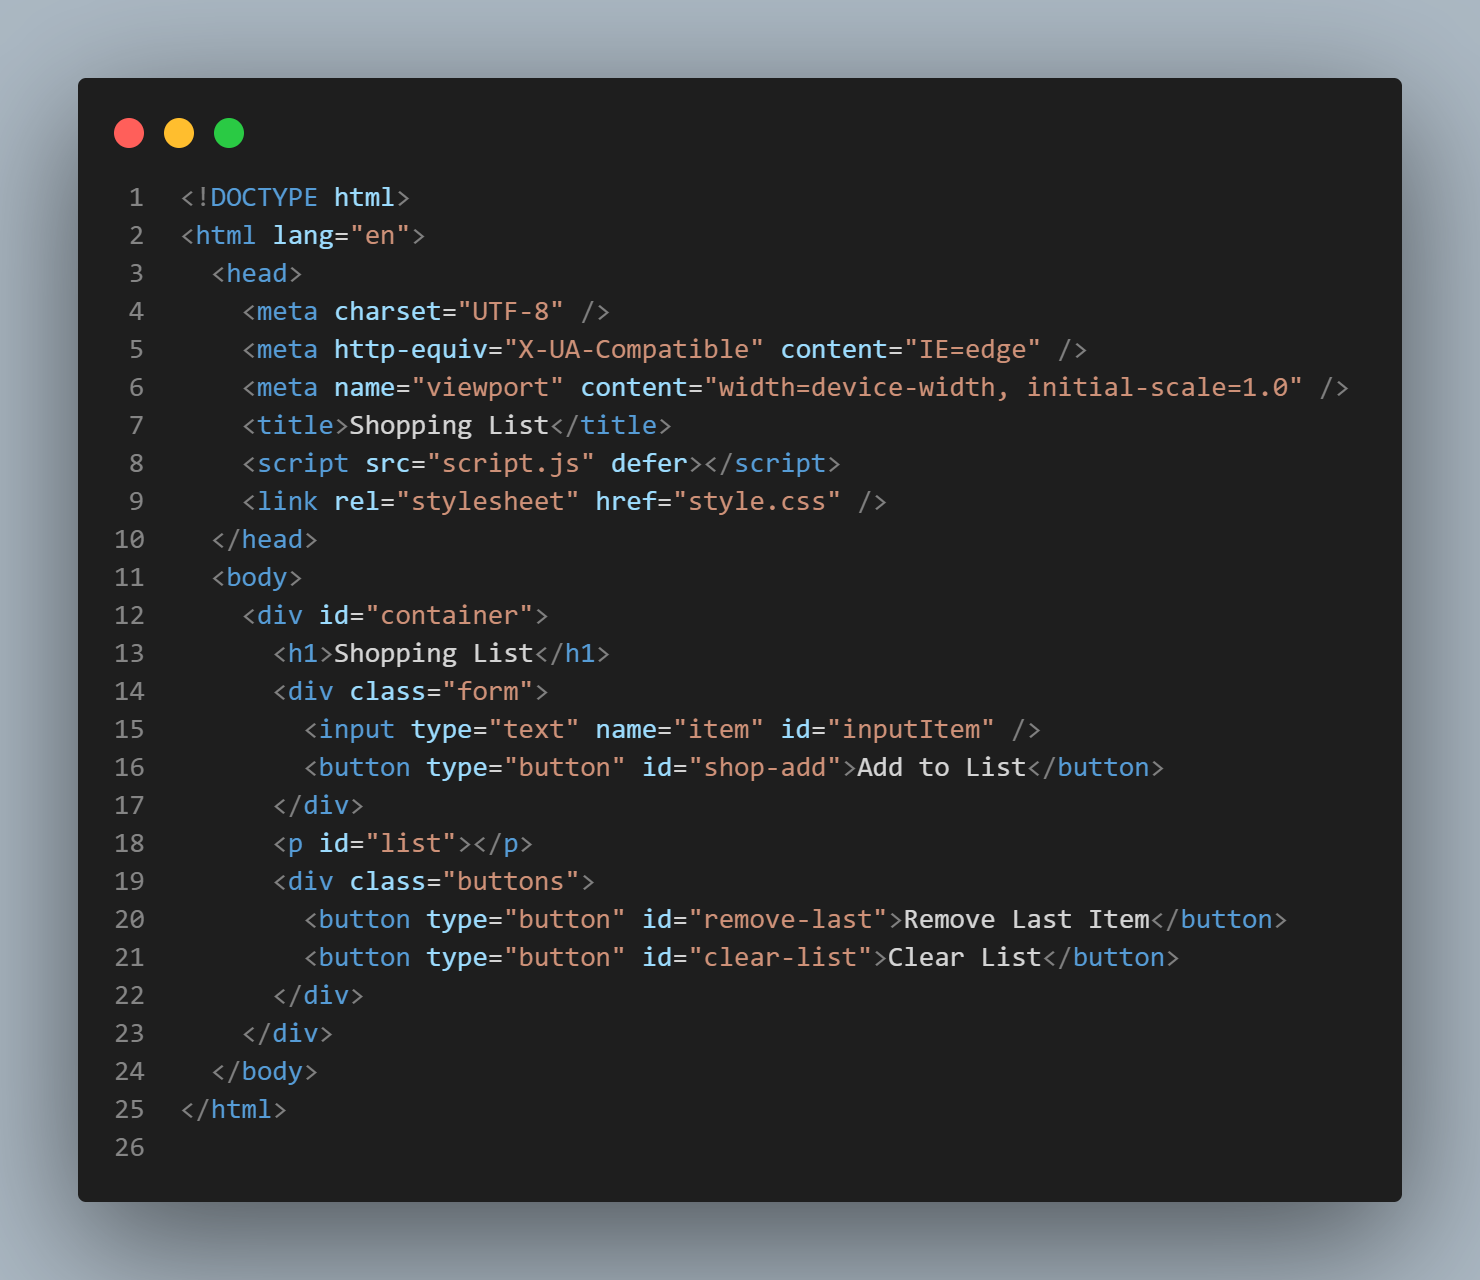 1 <!DOCTYPE html>
2 <html lang="en">
3   <head>
4     <meta charset="UTF-8" />
5     <meta http-equiv="X-UA-Compatible" content="IE=edge" />
6     <meta name="viewport" content="width=device-width, initial-scale=1.0" />
7     <title>Shopping List</title>
8     <script src="script.js" defer></script>
9     <link rel="stylesheet" href="style.css" />
10   </head>
11   <body>
12     <div id="container">
13       <h1>Shopping List</h1>
14       <div class="form">
15         <input type="text" name="item" id="inputItem" />
16         <button type="button" id="shop-add">Add to List</button>
17       </div>
18       <p id="list"></p>
19       <div class="buttons">
20         <button type="button" id="remove-last">Remove Last Item</button>
21         <button type="button" id="clear-list">Clear List</button>
22       </div>
23     </div>
24   </body>
25 </html>
26